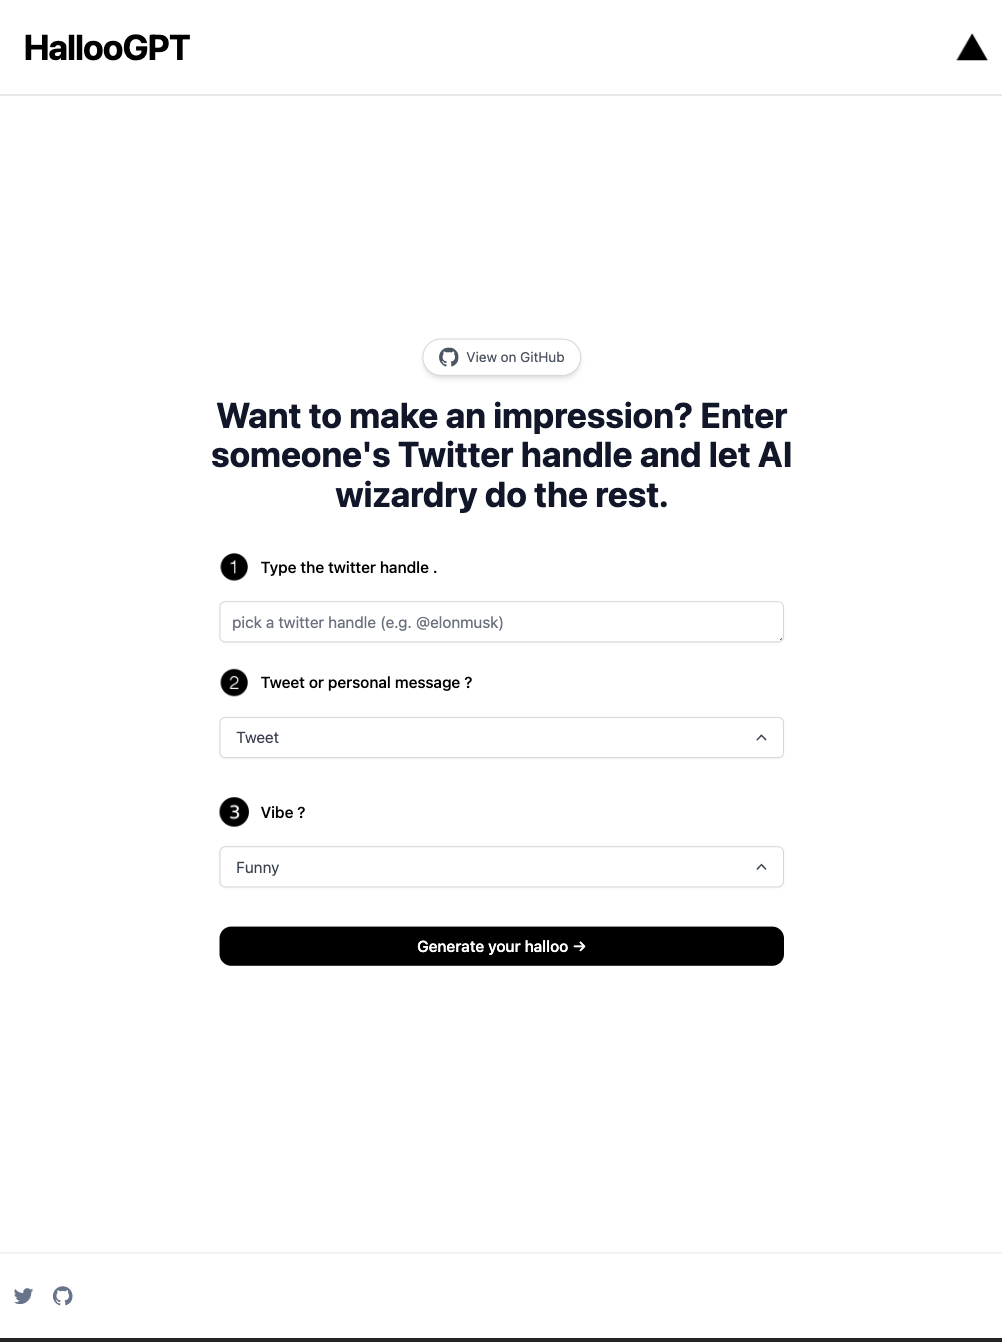 HallooGPT
View on GitHub
Want to make an impression? Enter
someone's Twitter handle and let AI
wizardry do the rest.
1 Type the twitter handle .
pick a twitter handle (e.g. @elonmusk)
2 Tweet or personal message ?
Tweet
3 Vibe ?
Funny
Generate your halloo →